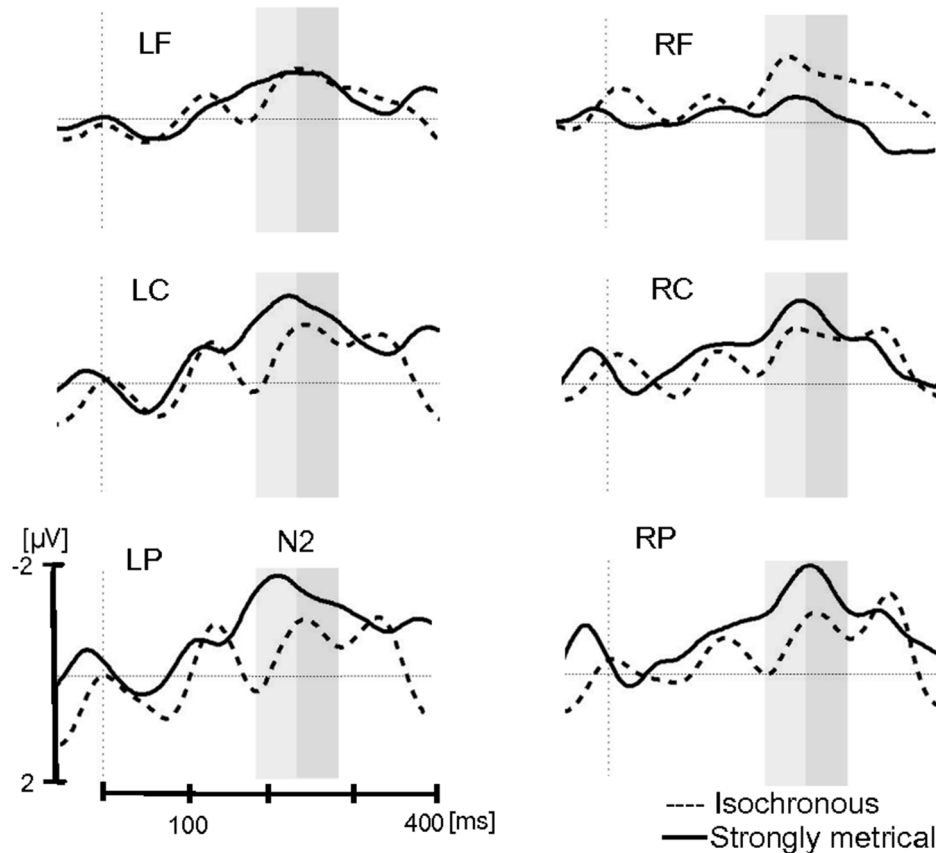 LF
RF
LC
RC
[µV]
-2
LP
N2
RP
2
100
400 [ms]
Isochronous
Strongly metrical